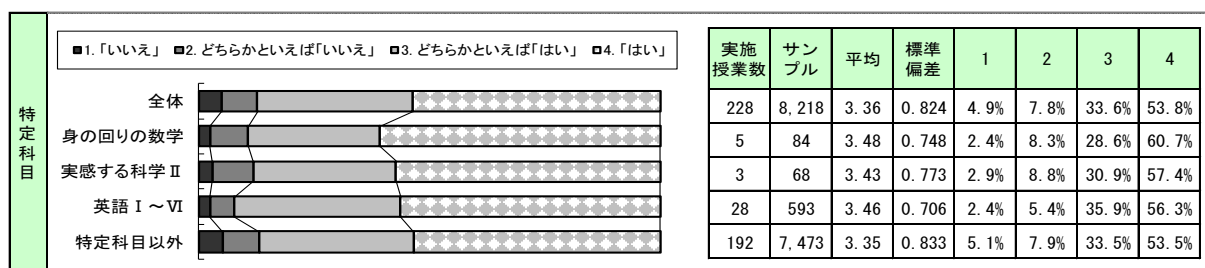 特定科目
■1.「いいえ」 ■2. どちらかといえば「いいえ」 □3. どちらかといえば「はい」 □4.「はい」
実施授業数 サンプル 平均 標準偏差 1 2 3 4
全体 228 8,218 3.36 0.824 4.9% 7.8% 33.6% 53.8%
身の回りの数学 5 84 3.48 0.748 2.4% 8.3% 28.6% 60.7%
実感する科学Ⅱ 3 68 3.43 0.773 2.9% 8.8% 30.9% 57.4%
英語Ⅰ～Ⅵ 28 593 3.46 0.706 2.4% 5.4% 35.9% 56.3%
特定科目以外 192 7,473 3.35 0.833 5.1% 7.9% 33.5% 53.5%